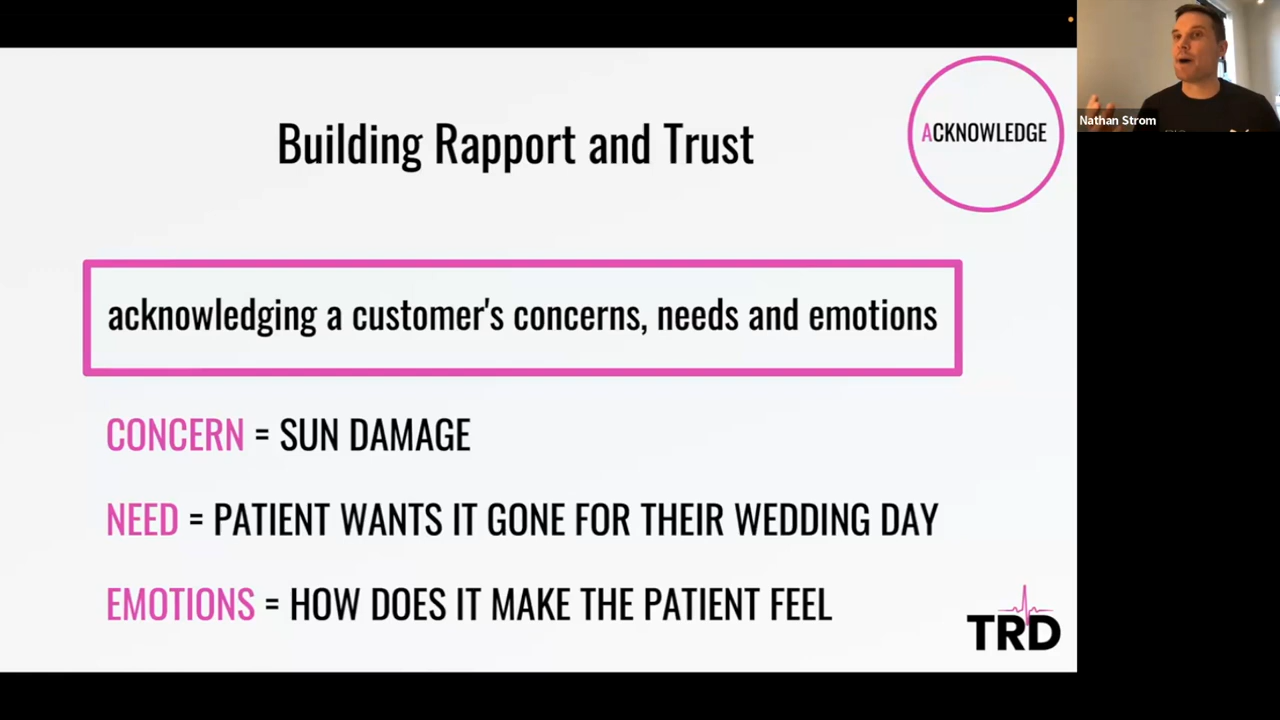 Building Rapport and Trust
ACKNOWLEDGE
Nathan Strom
acknowledging a customer's concerns, needs and emotions
CONCERN = SUN DAMAGE
NEED = PATIENT WANTS IT GONE FOR THEIR WEDDING DAY
EMOTIONS = HOW DOES IT MAKE THE PATIENT FEEL
TRD